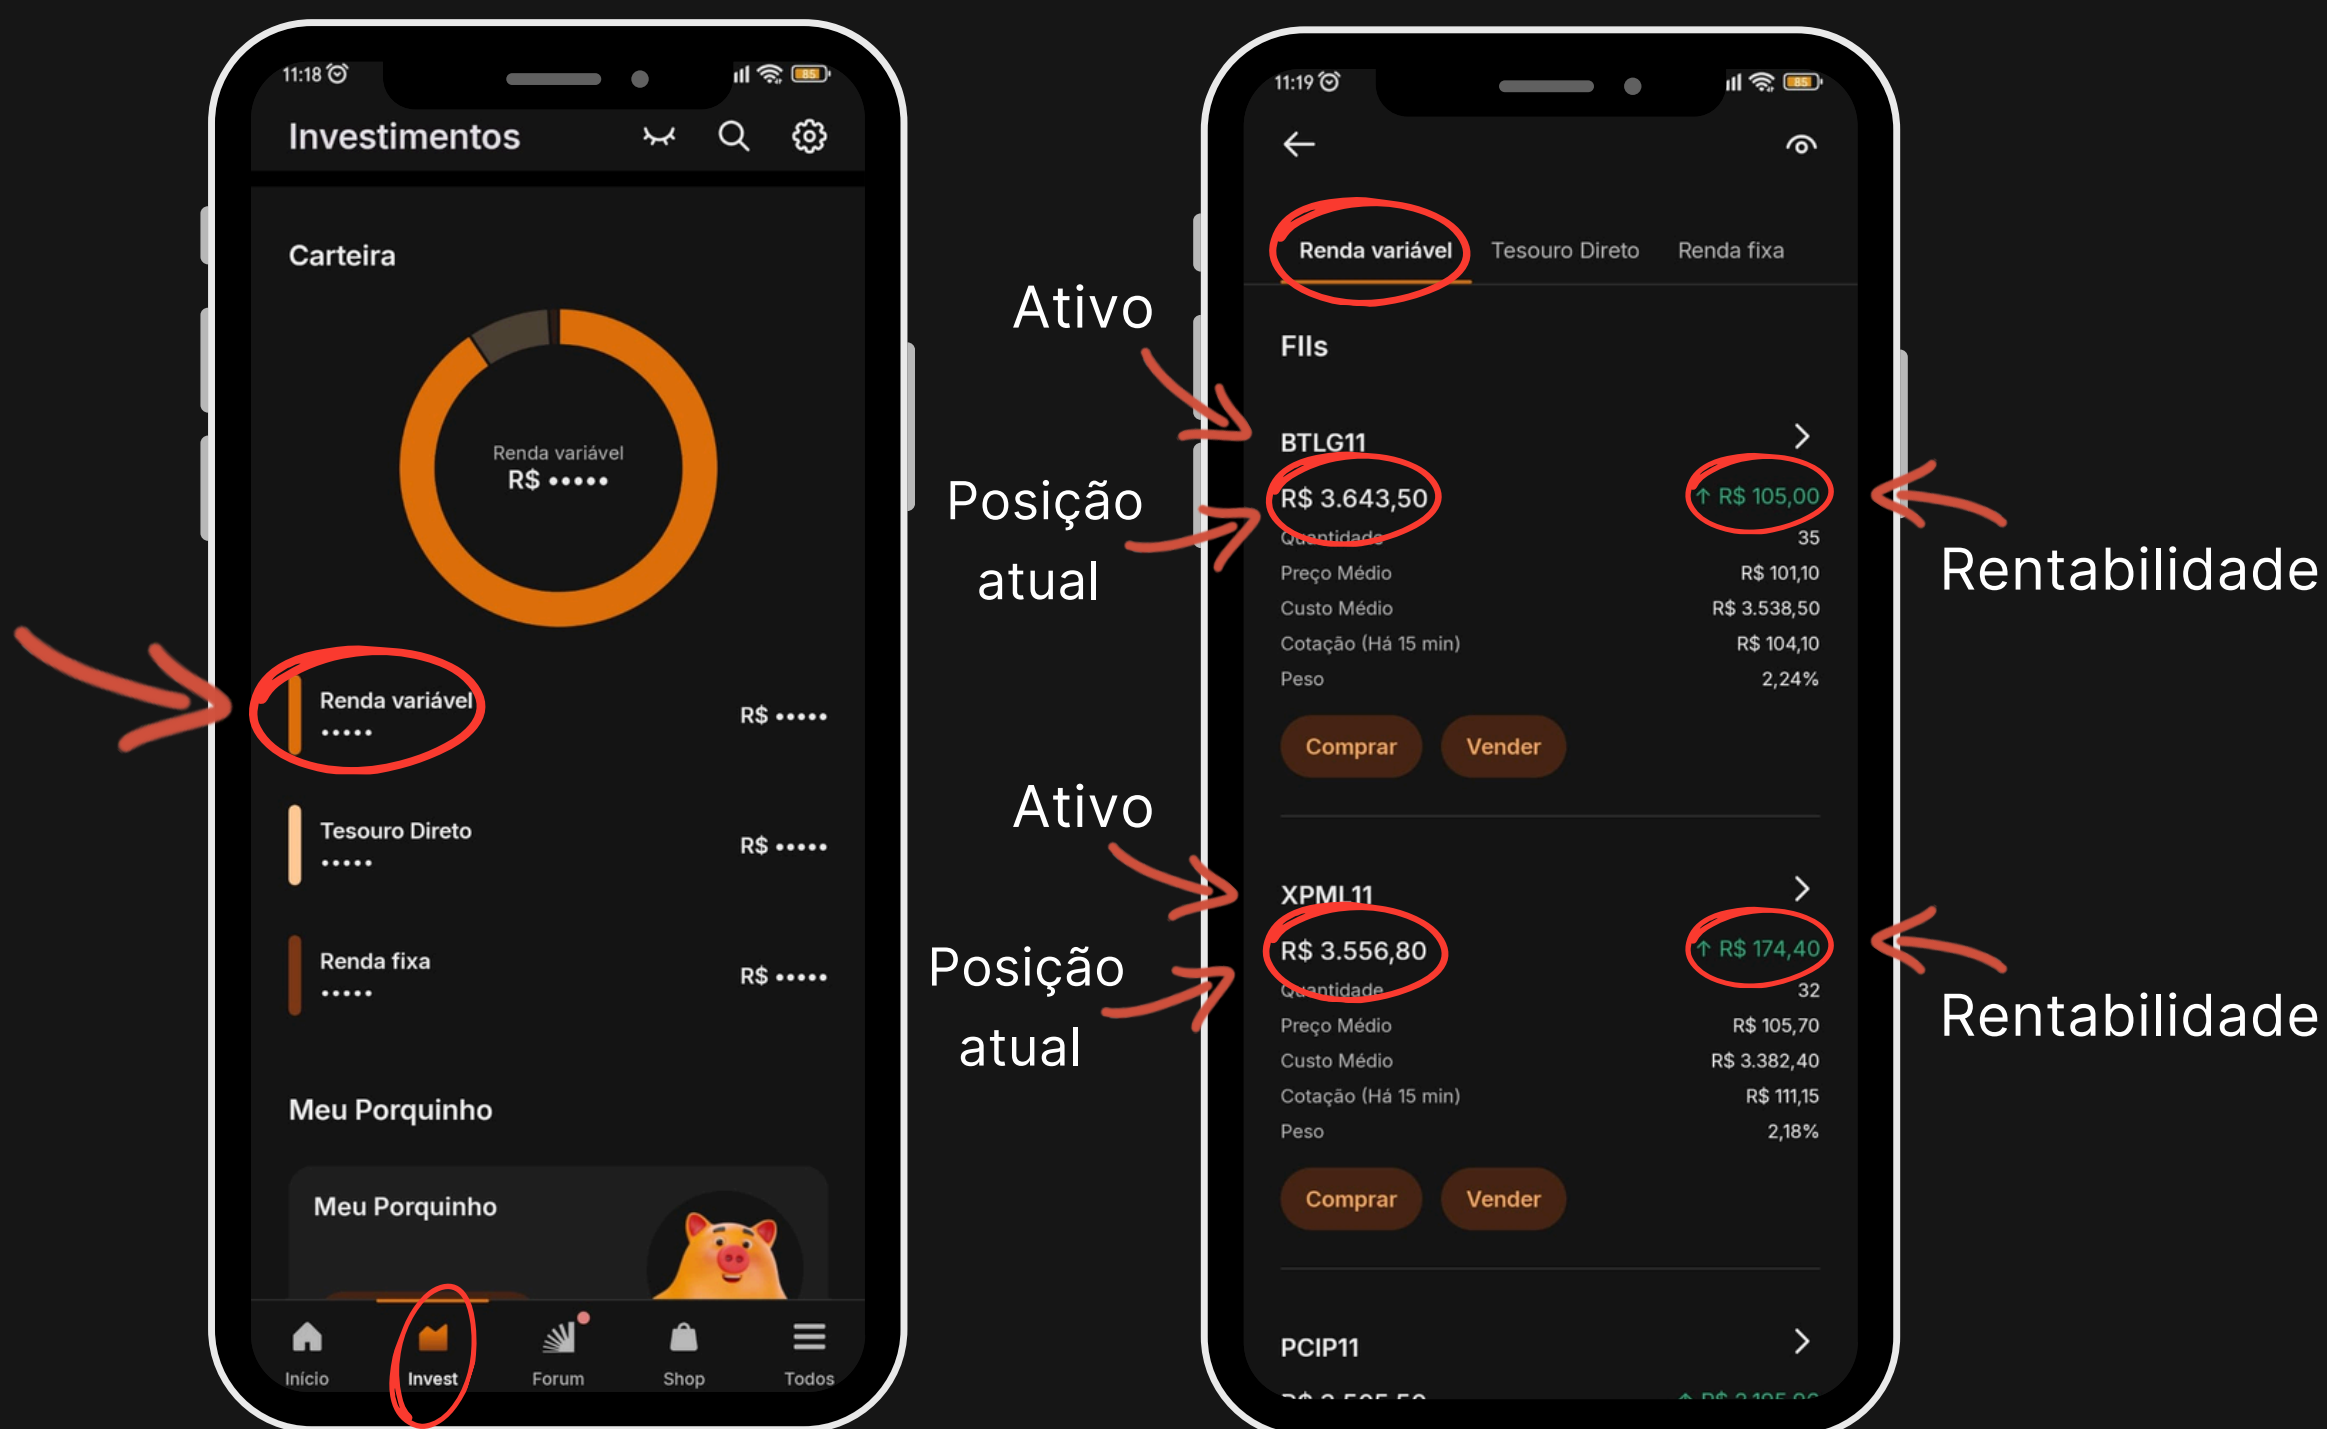 11:18
85
Investimentos
Carteira
Renda variável
R$ •••••
Renda variável
•••••
R$ •••••
Tesouro Direto
•••••
R$ •••••
Renda fixa
•••••
R$ •••••
Meu Porquinho
Meu Porquinho
Início
Invest
Forum
Shop
Todos
Ativo
Posição
atual
Ativo
Posição
atual
11:19
85
Renda variável Tesouro Direto Renda fixa
FIIs
BTLG11
R$ 3.643,50 ↑ R$ 105,00
Quantidade 35
Preço Médio R$ 101,10
Custo Médio R$ 3.538,50
Cotação (Há 15 min) R$ 104,10
Peso 2,24%
Comprar Vender
XPML11
R$ 3.556,80 ↑ R$ 174,40
Quantidade 32
Preço Médio R$ 105,70
Custo Médio R$ 3.382,40
Cotação (Há 15 min) R$ 111,15
Peso 2,18%
Comprar Vender
PCIP11
Rentabilidade
Rentabilidade